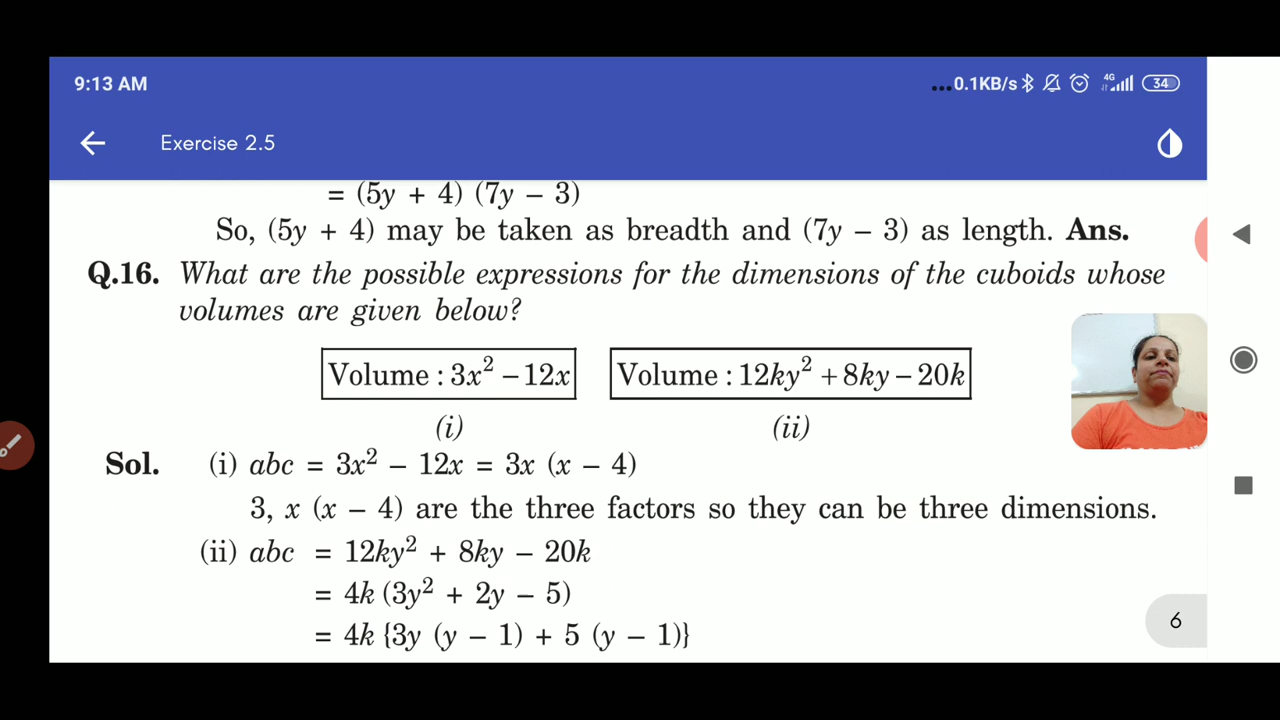 9:13 AM
...0.1KB/s 4G 34
Exercise 2.5
= (5y + 4) (7y − 3)
So, (5y + 4) may be taken as breadth and (7y − 3) as length. Ans.
Q.16. What are the possible expressions for the dimensions of the cuboids whose
volumes are given below?
Volume : 3x² − 12x Volume : 12ky² + 8ky − 20k
(i) (ii)
Sol. (i) abc = 3x² − 12x = 3x (x − 4)
3, x (x − 4) are the three factors so they can be three dimensions.
(ii) abc = 12ky² + 8ky − 20k
= 4k (3y² + 2y − 5)
= 4k {3y (y − 1) + 5 (y − 1)}
6